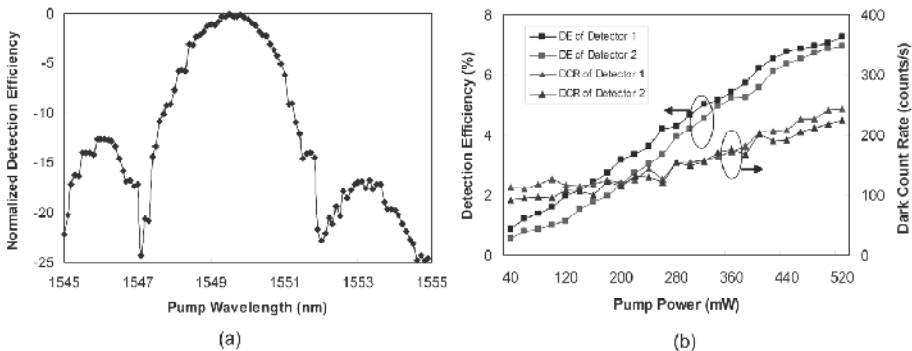 (a)
Normalized Detection Efficiency
0
-5
-10
-15
-20
-25
1545
1547
1549
1551
1553
1555
Pump Wavelength (nm)
(a)
(b)
Detection Efficiency (%)
8
6
4
2
0
DE of Detector 1
DE of Detector 2
DCR of Detector 1
DCR of Detector 2
400
300
200
100
0
Dark Count Rate (counts/s)
40
120
200
280
360
440
520
Pump Power (mW)
(b)